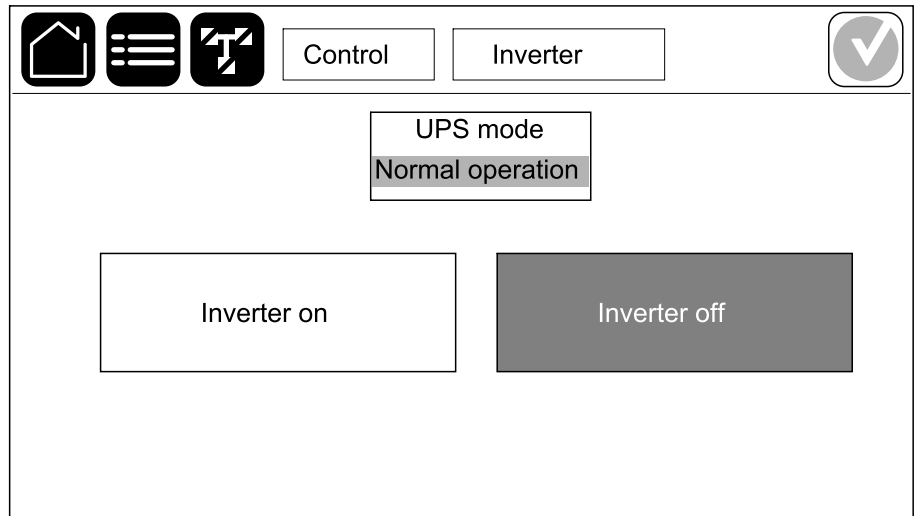 Control
Inverter
UPS mode
Normal operation
Inverter on
Inverter off